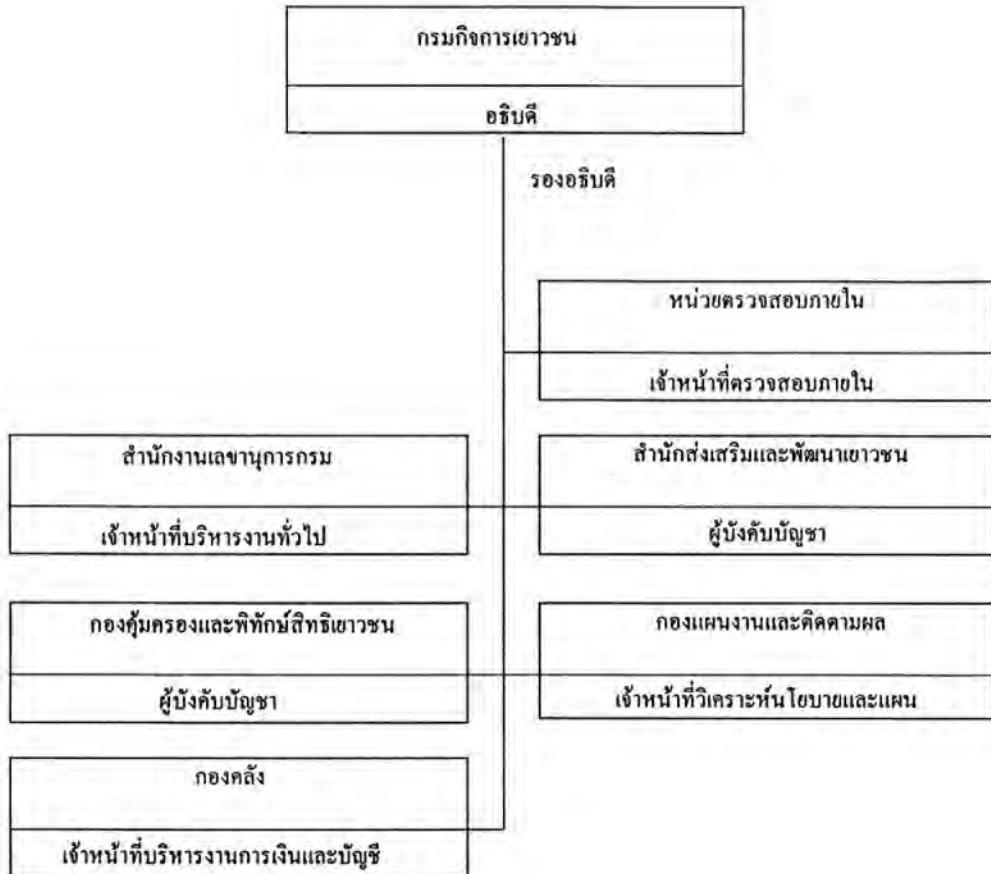 กรมกิจการเยาวชน
อธิบดี
รองอธิบดี
หน่วยตรวจสอบภายใน
เจ้าหน้าที่ตรวจสอบภายใน
สำนักงานเลขานุการกรม
เจ้าหน้าที่บริหารงานทั่วไป
สำนักส่งเสริมและพัฒนาเยาวชน
ผู้บังคับบัญชา
กองคุ้มครองและพิทักษ์สิทธิเยาวชน
ผู้บังคับบัญชา
กองแผนงานและติดตามผล
เจ้าหน้าที่วิเคราะห์นโยบายและแผน
กองคลัง
เจ้าหน้าที่บริหารงานการเงินและบัญชี